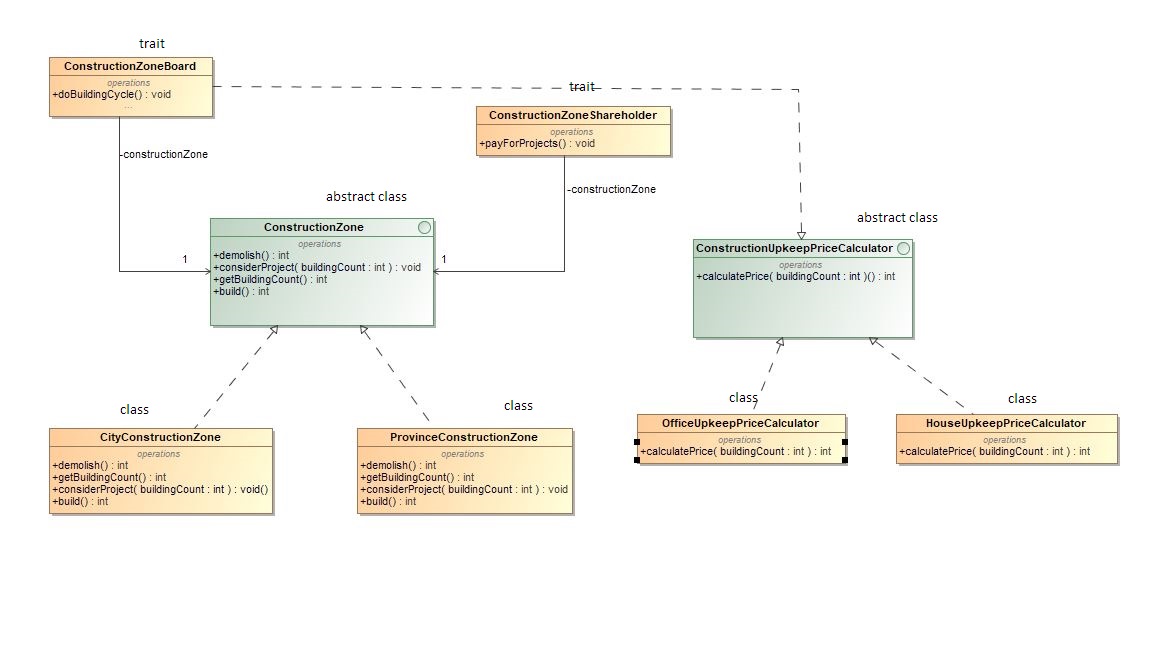 trait
ConstructionZoneBoard
operations
+doBuildingCycle() : void
...
-constructionZone
trait
ConstructionZoneShareholder
operations
+payForProjects() : void
-constructionZone
abstract class
ConstructionZone
operations
+demolish() : int
+considerProject( buildingCount : int ) : void
+getBuildingCount() : int
+build() : int
1
1
abstract class
ConstructionUpkeepPriceCalculator
operations
+calculatePrice( buildingCount : int )() : int
class
CityConstructionZone
operations
+demolish() : int
+getBuildingCount() : int
+considerProject( buildingCount : int ) : void()
+build() : int
class
ProvinceConstructionZone
operations
+demolish() : int
+getBuildingCount() : int
+considerProject( buildingCount : int ) : void
+build() : int
class
OfficeUpkeepPriceCalculator
operations
+calculatePrice( buildingCount : int ) : int
class
HouseUpkeepPriceCalculator
operations
+calculatePrice( buildingCount : int ) : int